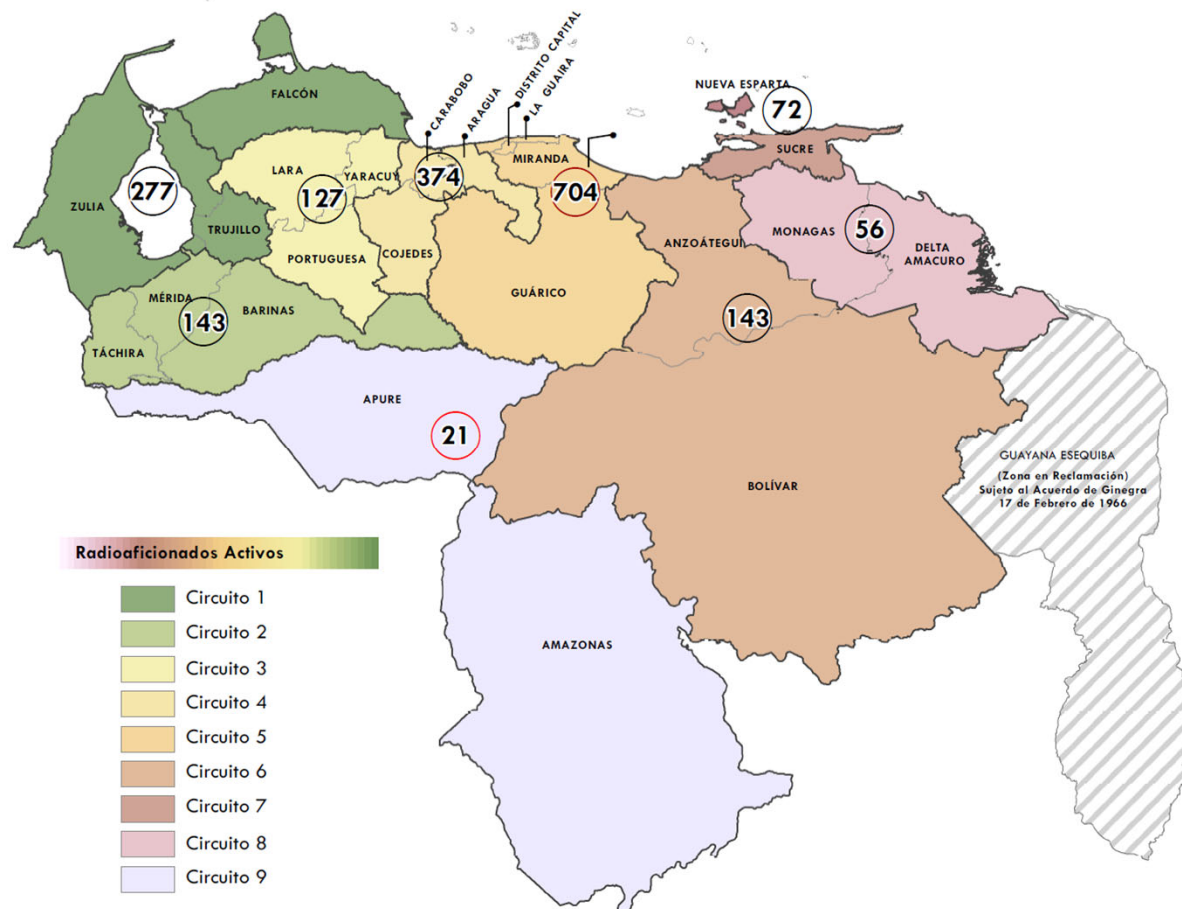 DISTRITO CAPITAL
LA GUAIRA
CARABOBO
ARAGUA
NUEVA ESPARTA
72
FALCÓN
SUCRE
MIRANDA
LARA
YARACUY
374
704
277
127
ZULIA
TRUJILLO
COJEDES
PORTUGUESA
ANZOÁTEGUI
MONAGAS
56
DELTA
AMACURO
GUÁRICO
MÉRIDA
BARINAS
143
143
TÁCHIRA
APURE
21
BOLÍVAR
GUAYANA ESEQUIBA
(Zona en Reclamación)
Sujeto al Acuerdo de Ginegra
17 de Febrero de 1966
AMAZONAS
Radioaficionados Activos
Circuito 1
Circuito 2
Circuito 3
Circuito 4
Circuito 5
Circuito 6
Circuito 7
Circuito 8
Circuito 9